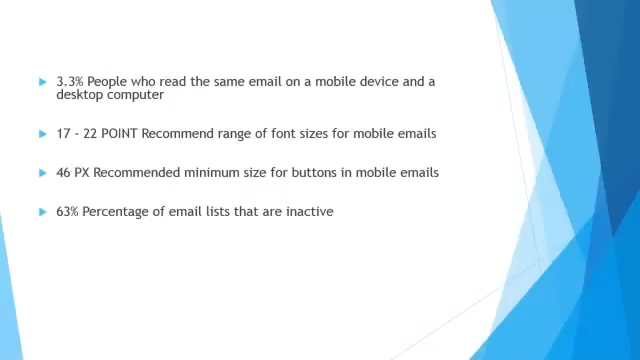 3.3% People who read the same email on a mobile device and a
desktop computer
17 - 22 POINT Recommend range of font sizes for mobile emails
46 PX Recommended minimum size for buttons in mobile emails
63% Percentage of email lists that are inactive